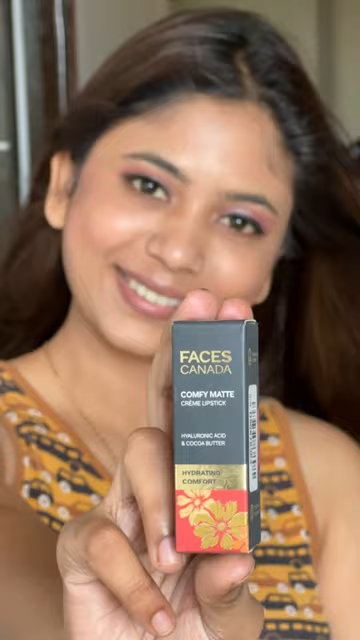 FACES
CANADA
COMFY MATTE
CRÈME LIPSTICK
HYALURONIC ACID
& COCOA BUTTER
HYDRATING
COMFORT